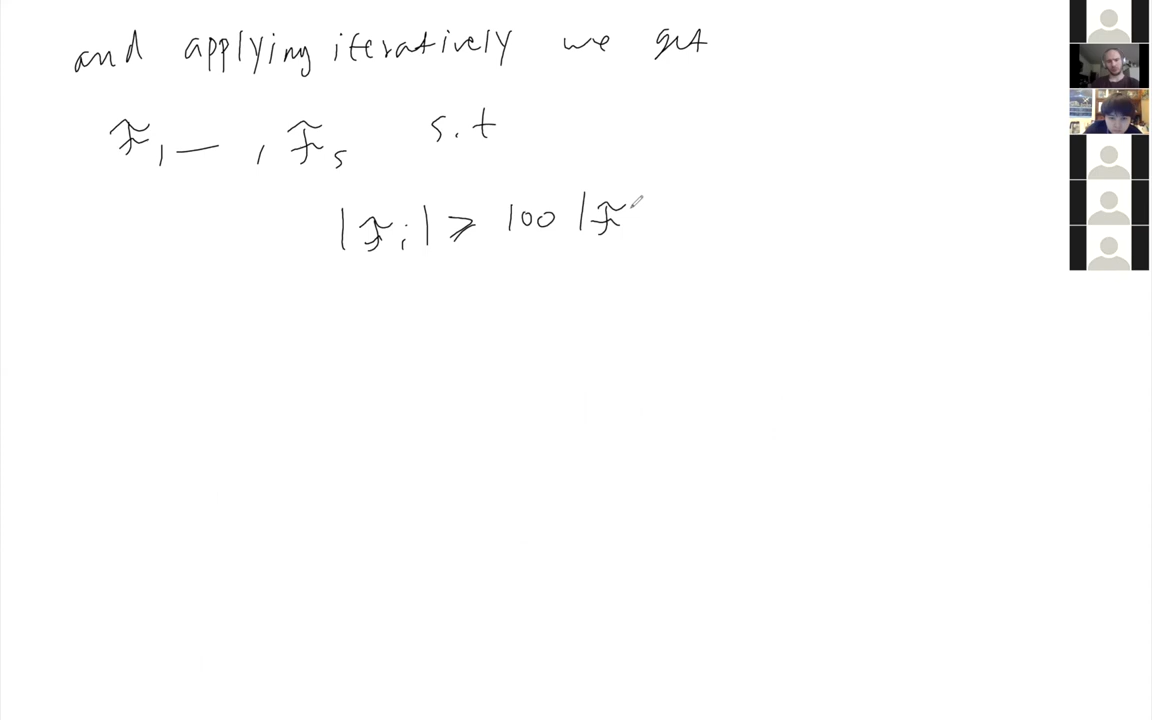 and applying iteratively we get
ℱ₁, — , ℱₛ s.t
|ℱᵢ| ⩾ 100 |ℱ